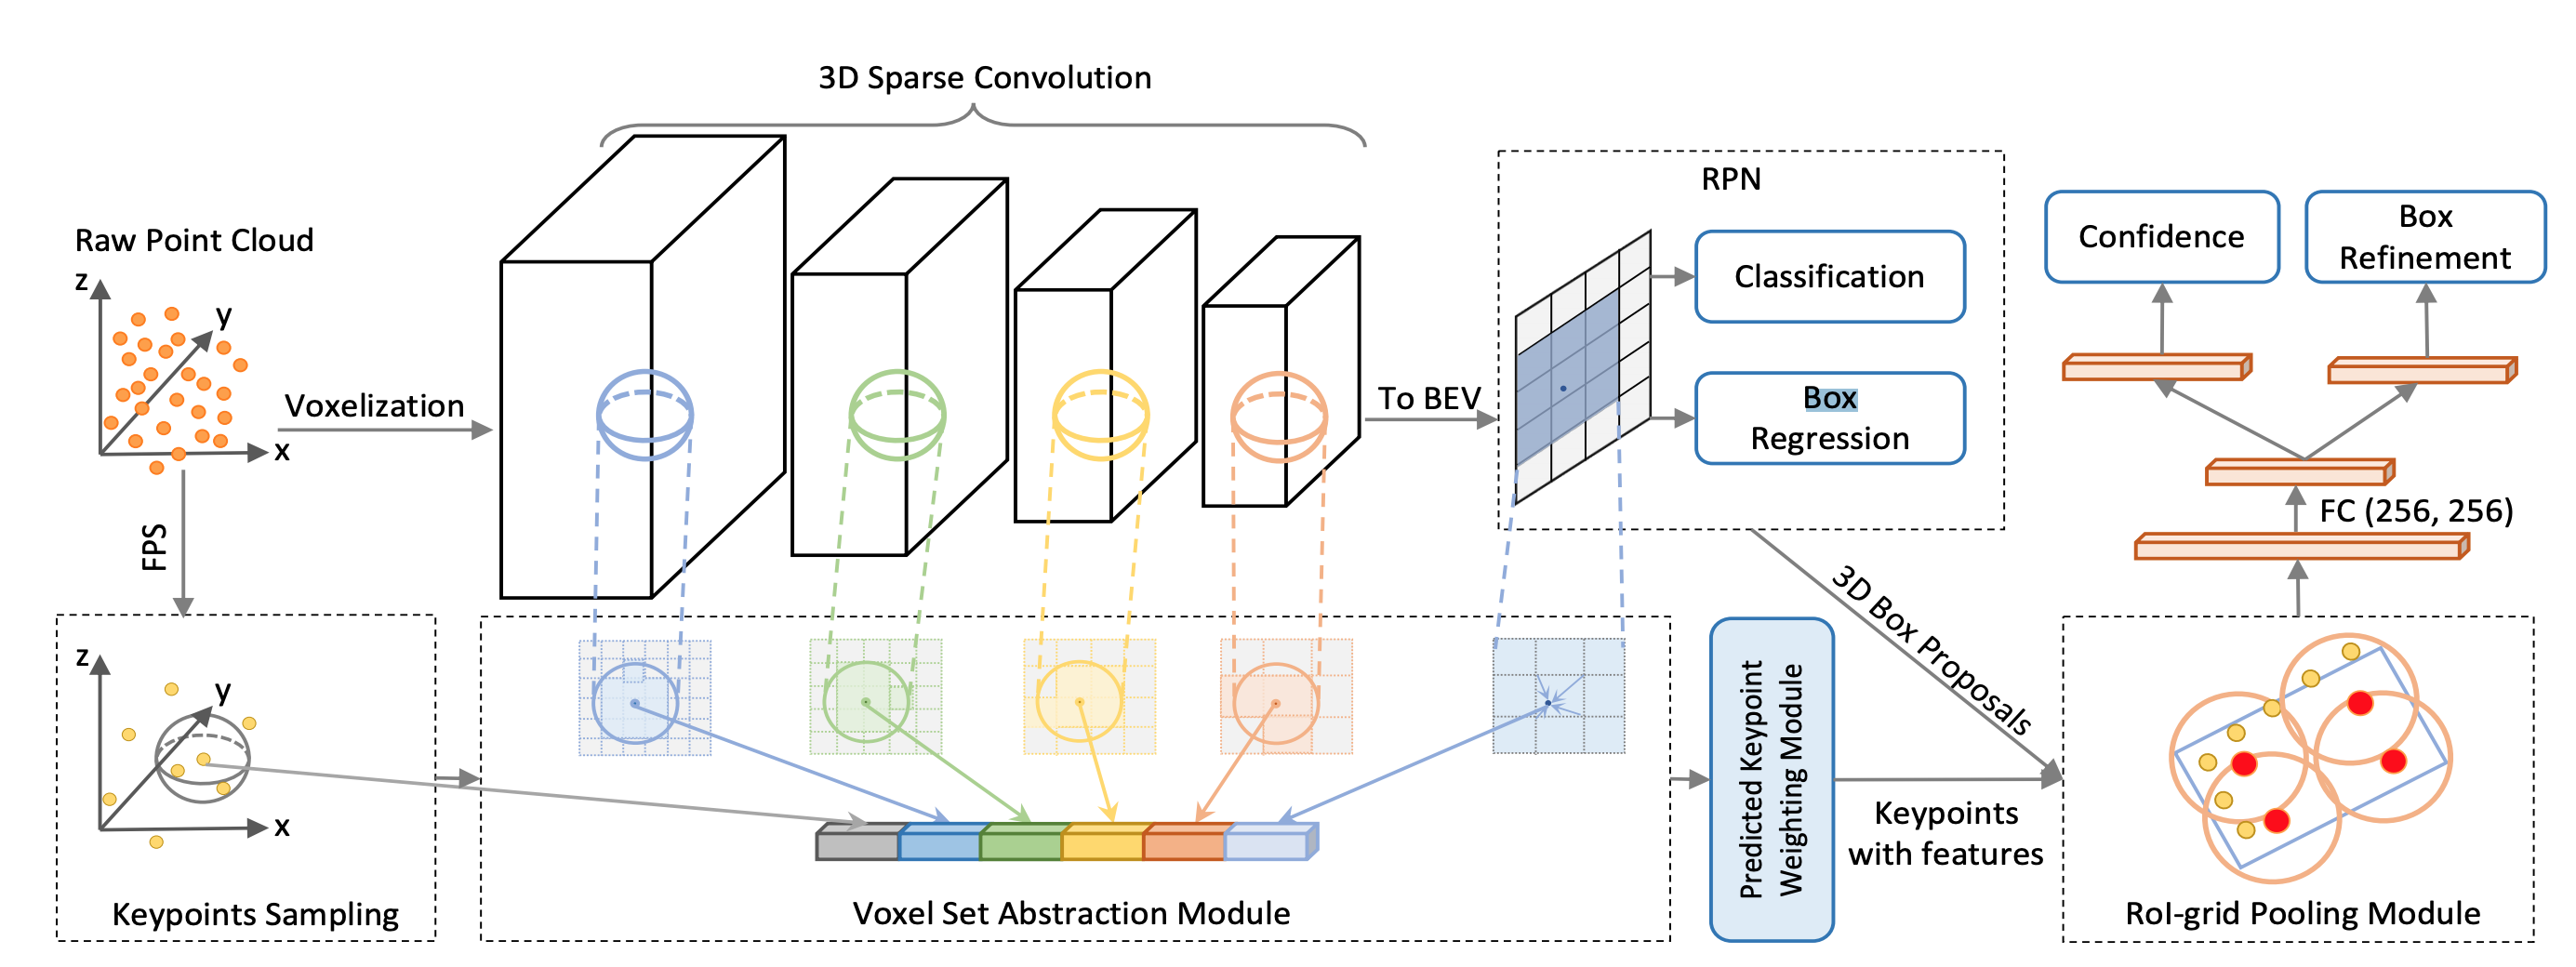 3D Sparse Convolution
RPN
Raw Point Cloud
z
y
x
Voxelization
To BEV
Classification
Box
Regression
Confidence
Box
Refinement
FC (256, 256)
FPS
3D Box Proposals
z
y
x
Keypoints Sampling
Voxel Set Abstraction Module
Predicted Keypoint
Weighting Module
Keypoints
with features
RoI-grid Pooling Module